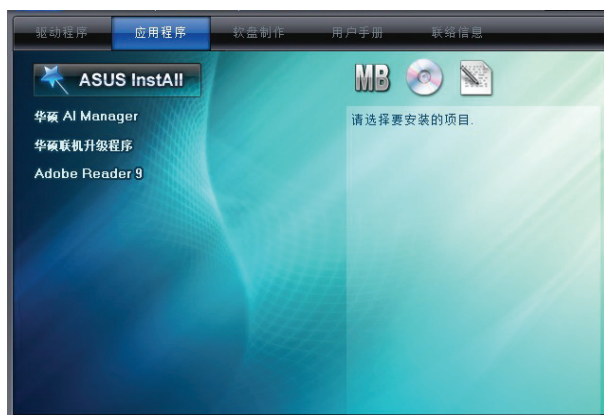 驱动程序 应用程序 软盘制作 用户手册 联络信息
ASUS InstAll
MB
华硕 AI Manager
请选择要安装的项目.
华硕联机升级程序
Adobe Reader 9